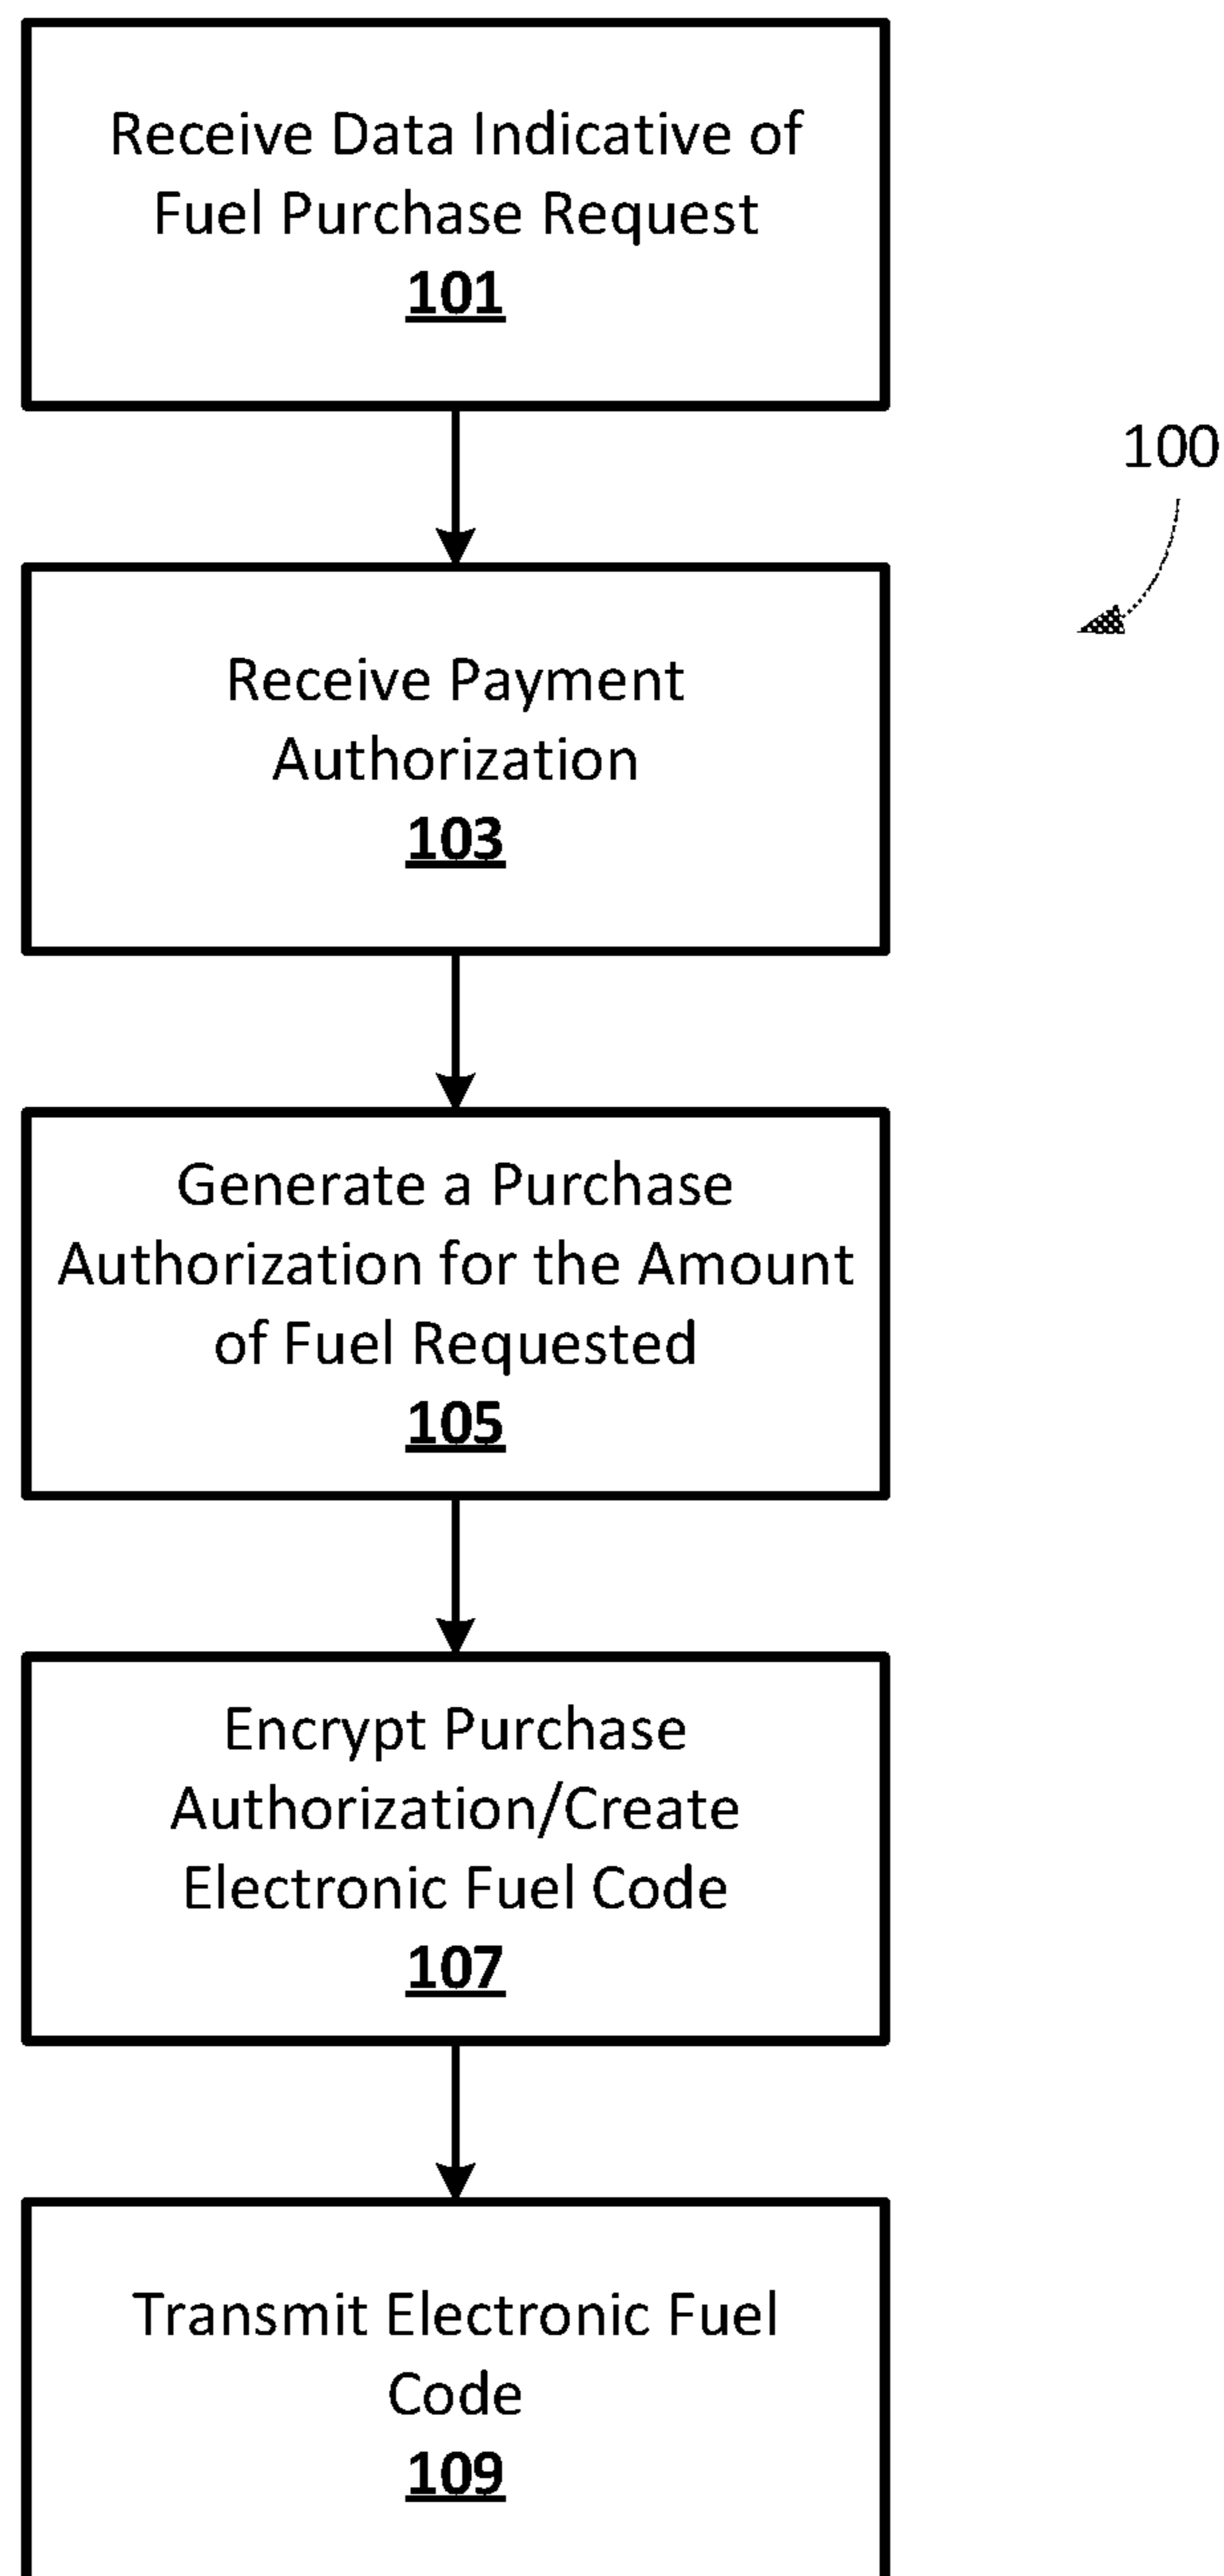 Receive Data Indicative of
Fuel Purchase Request
101
100
Receive Payment
Authorization
103
Generate a Purchase
Authorization for the Amount
of Fuel Requested
105
Encrypt Purchase
Authorization/Create
Electronic Fuel Code
107
Transmit Electronic Fuel
Code
109